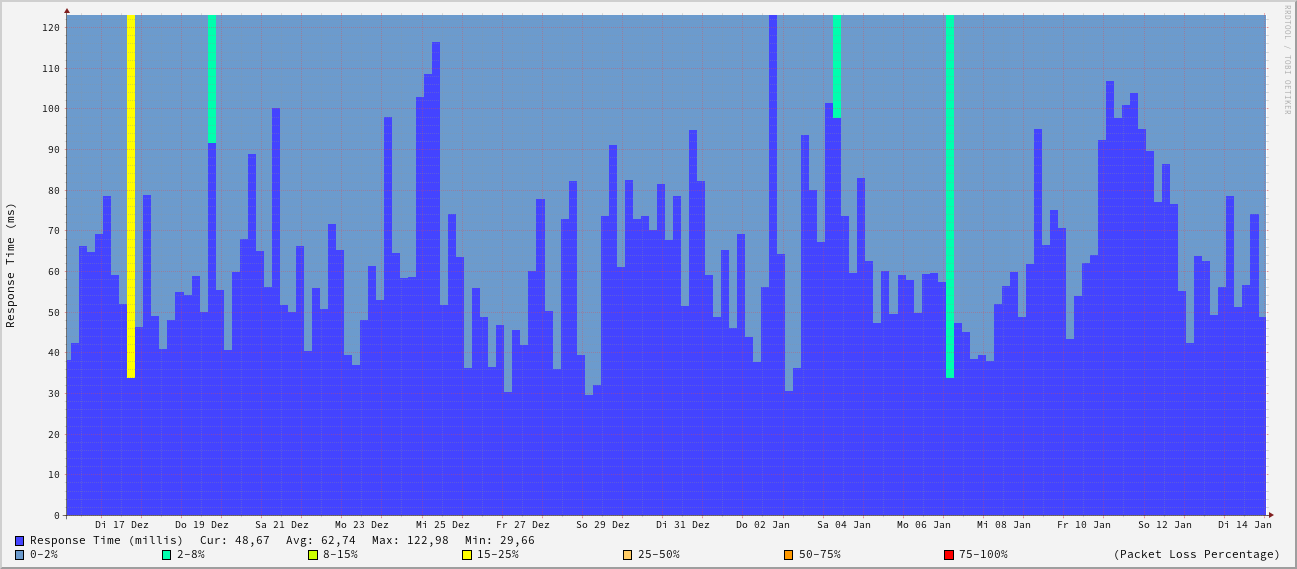 RRDTOOL / TOBI OETIKER
Response Time (ms)
120
110
100
90
80
70
60
50
40
30
20
10
0
Di 17 Dez Do 19 Dez Sa 21 Dez Mo 23 Dez Mi 25 Dez Fr 27 Dez So 29 Dez Di 31 Dez Do 02 Jan Sa 04 Jan Mo 06 Jan Mi 08 Jan Fr 10 Jan So 12 Jan Di 14 Jan
Response Time (millis) Cur: 48,67 Avg: 62,74 Max: 122,98 Min: 29,66
0-2% 2-8% 8-15% 15-25% 25-50% 50-75% 75-100% (Packet Loss Percentage)